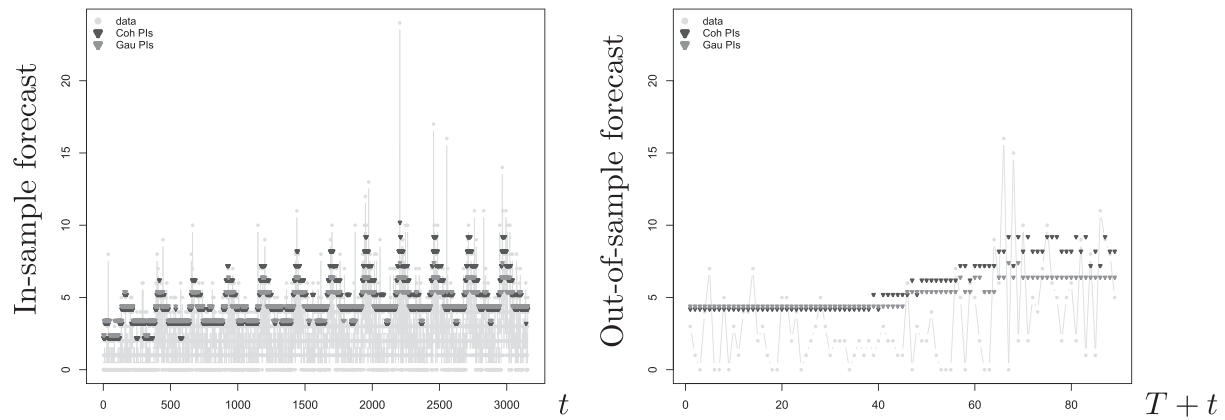 In-sample forecast
data
Coh PIs
Gau PIs
20
15
10
5
0
0 500 1000 1500 2000 2500 3000
t
Out-of-sample forecast
data
Coh PIs
Gau PIs
20
15
10
5
0
0 20 40 60 80
T + t